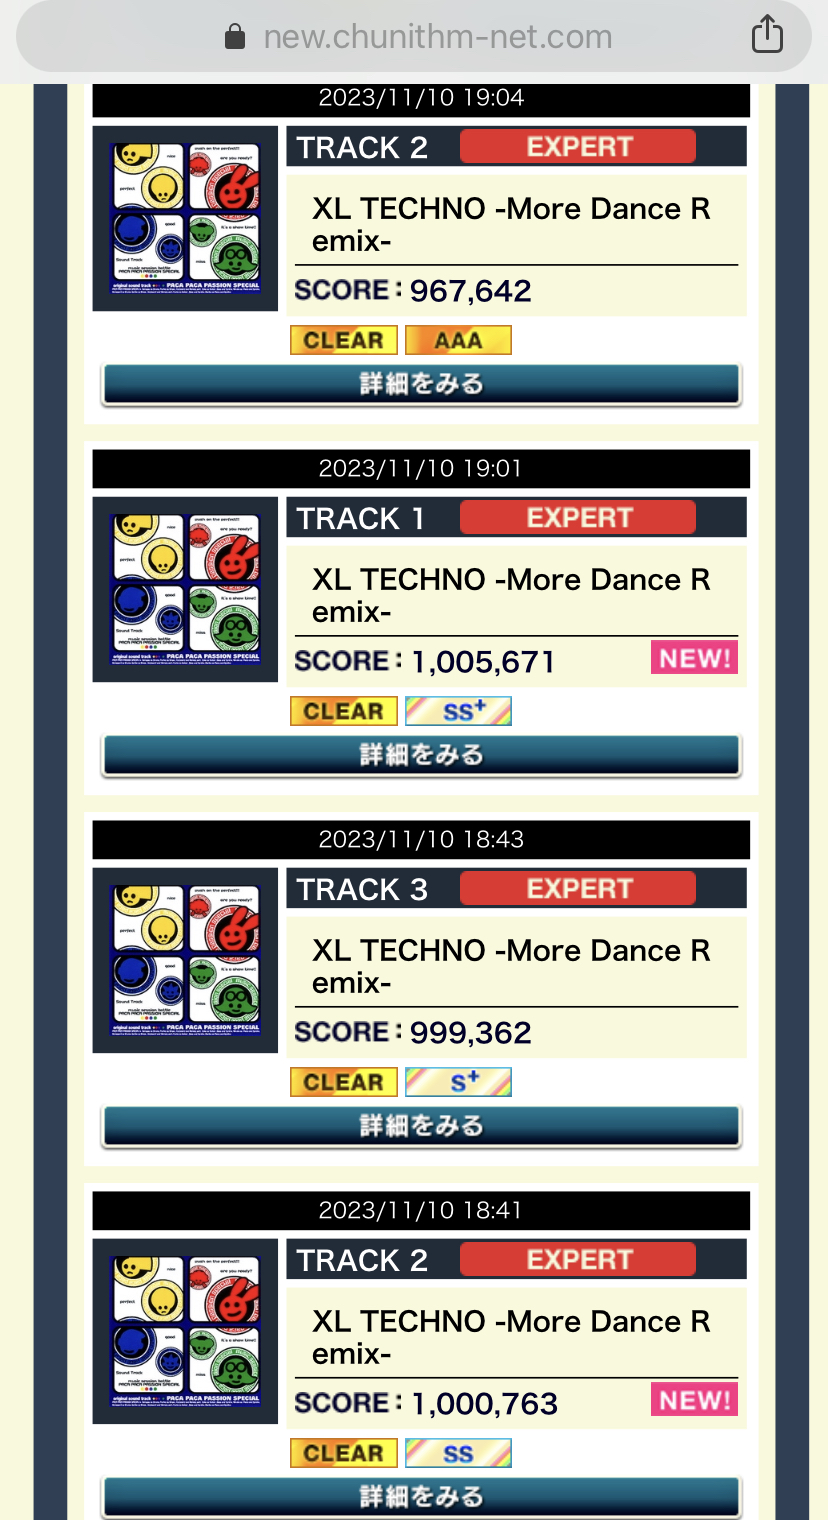 new.chunithm-net.com
2023/11/10 19:04
TRACK 2 EXPERT
XL TECHNO -More Dance R
emix-
SCORE : 967,642
CLEAR AAA
詳細をみる
2023/11/10 19:01
TRACK 1 EXPERT
XL TECHNO -More Dance R
emix-
SCORE : 1,005,671 NEW!
CLEAR SS+
詳細をみる
2023/11/10 18:43
TRACK 3 EXPERT
XL TECHNO -More Dance R
emix-
SCORE : 999,362
CLEAR S+
詳細をみる
2023/11/10 18:41
TRACK 2 EXPERT
XL TECHNO -More Dance R
emix-
SCORE : 1,000,763 NEW!
CLEAR SS
詳細をみる